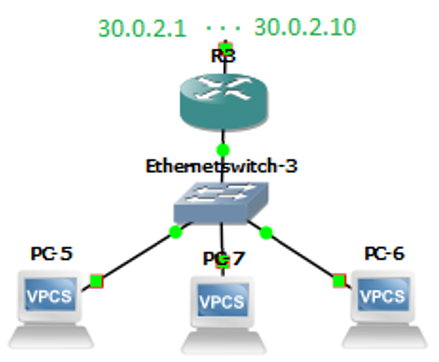 30.0.2.1 ··· 30.0.2.10
R3
Ethernetswitch-3
PC-5
PC-7
PC-6
VPCS
VPCS
VPCS